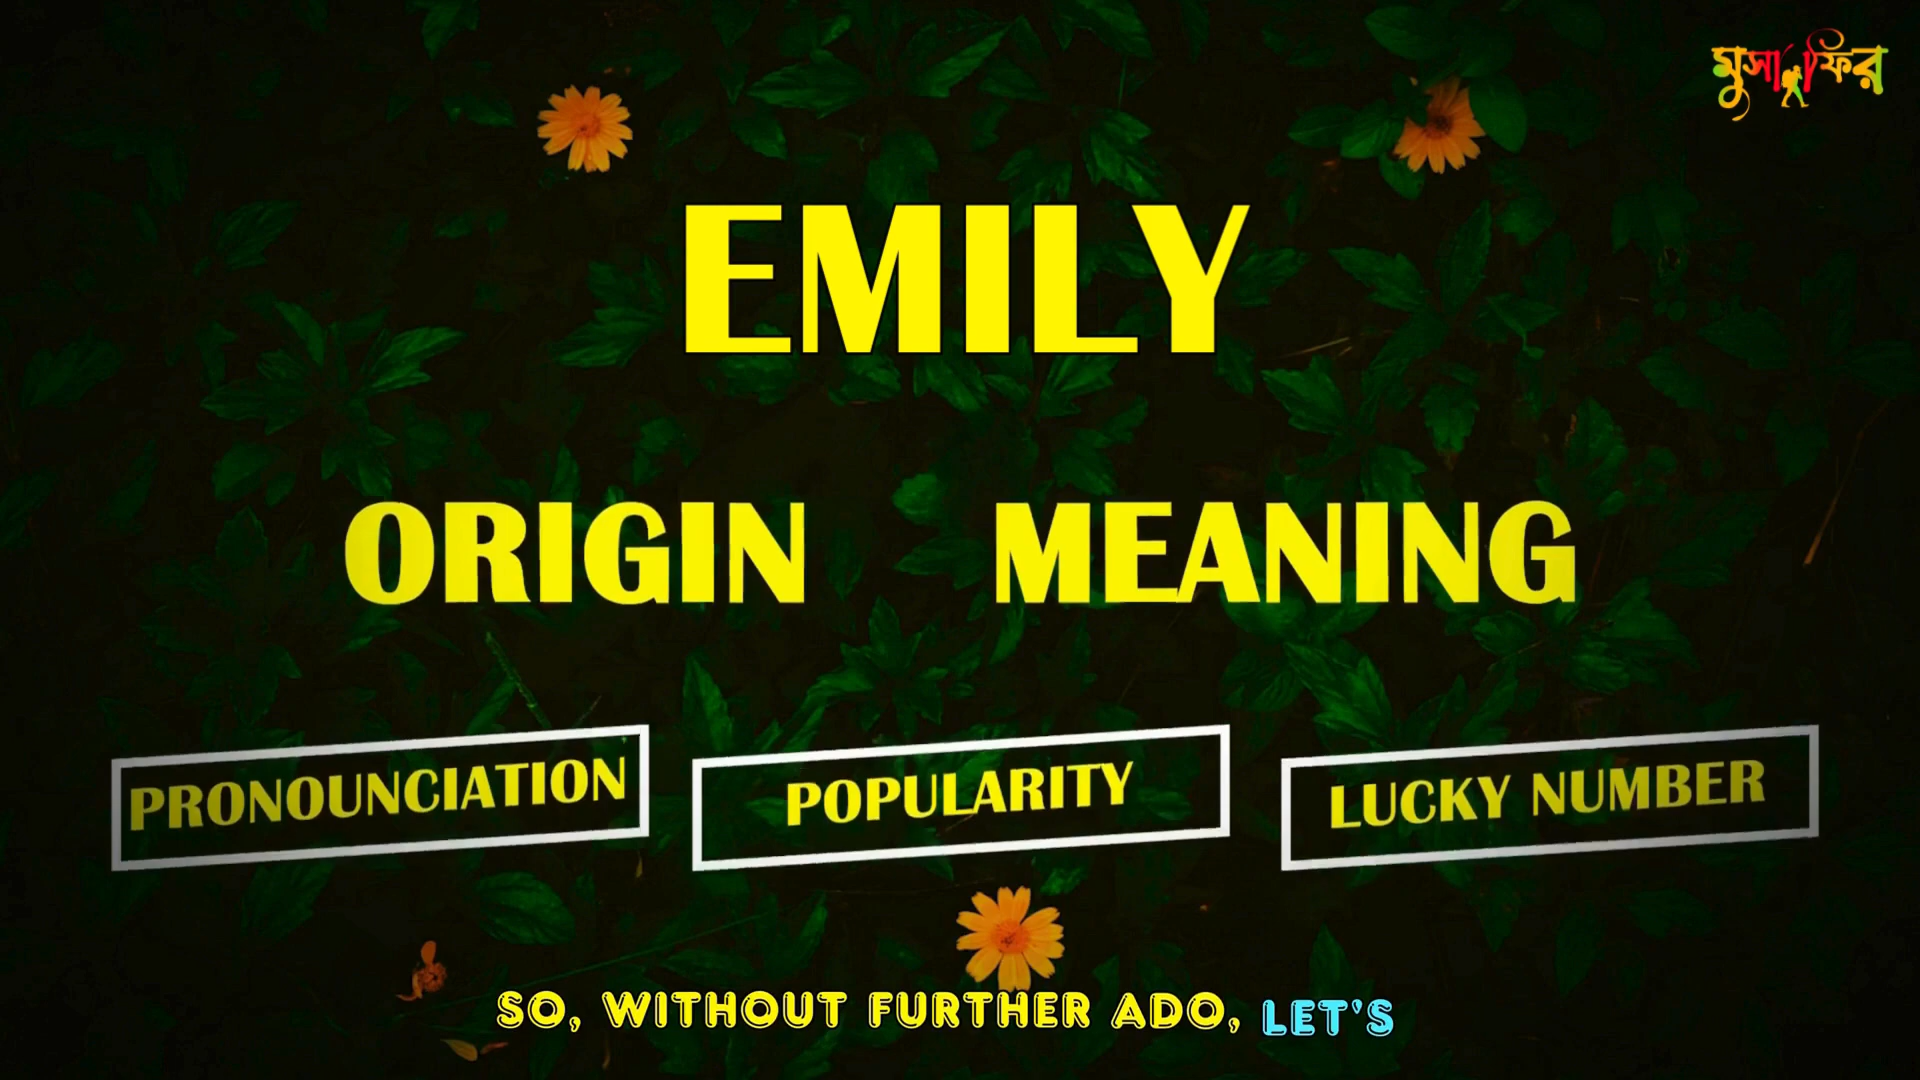 মুসাফির
EMILY
ORIGIN MEANING
PRONOUNCIATION POPULARITY LUCKY NUMBER
SO, WITHOUT FURTHER ADO, LET'S